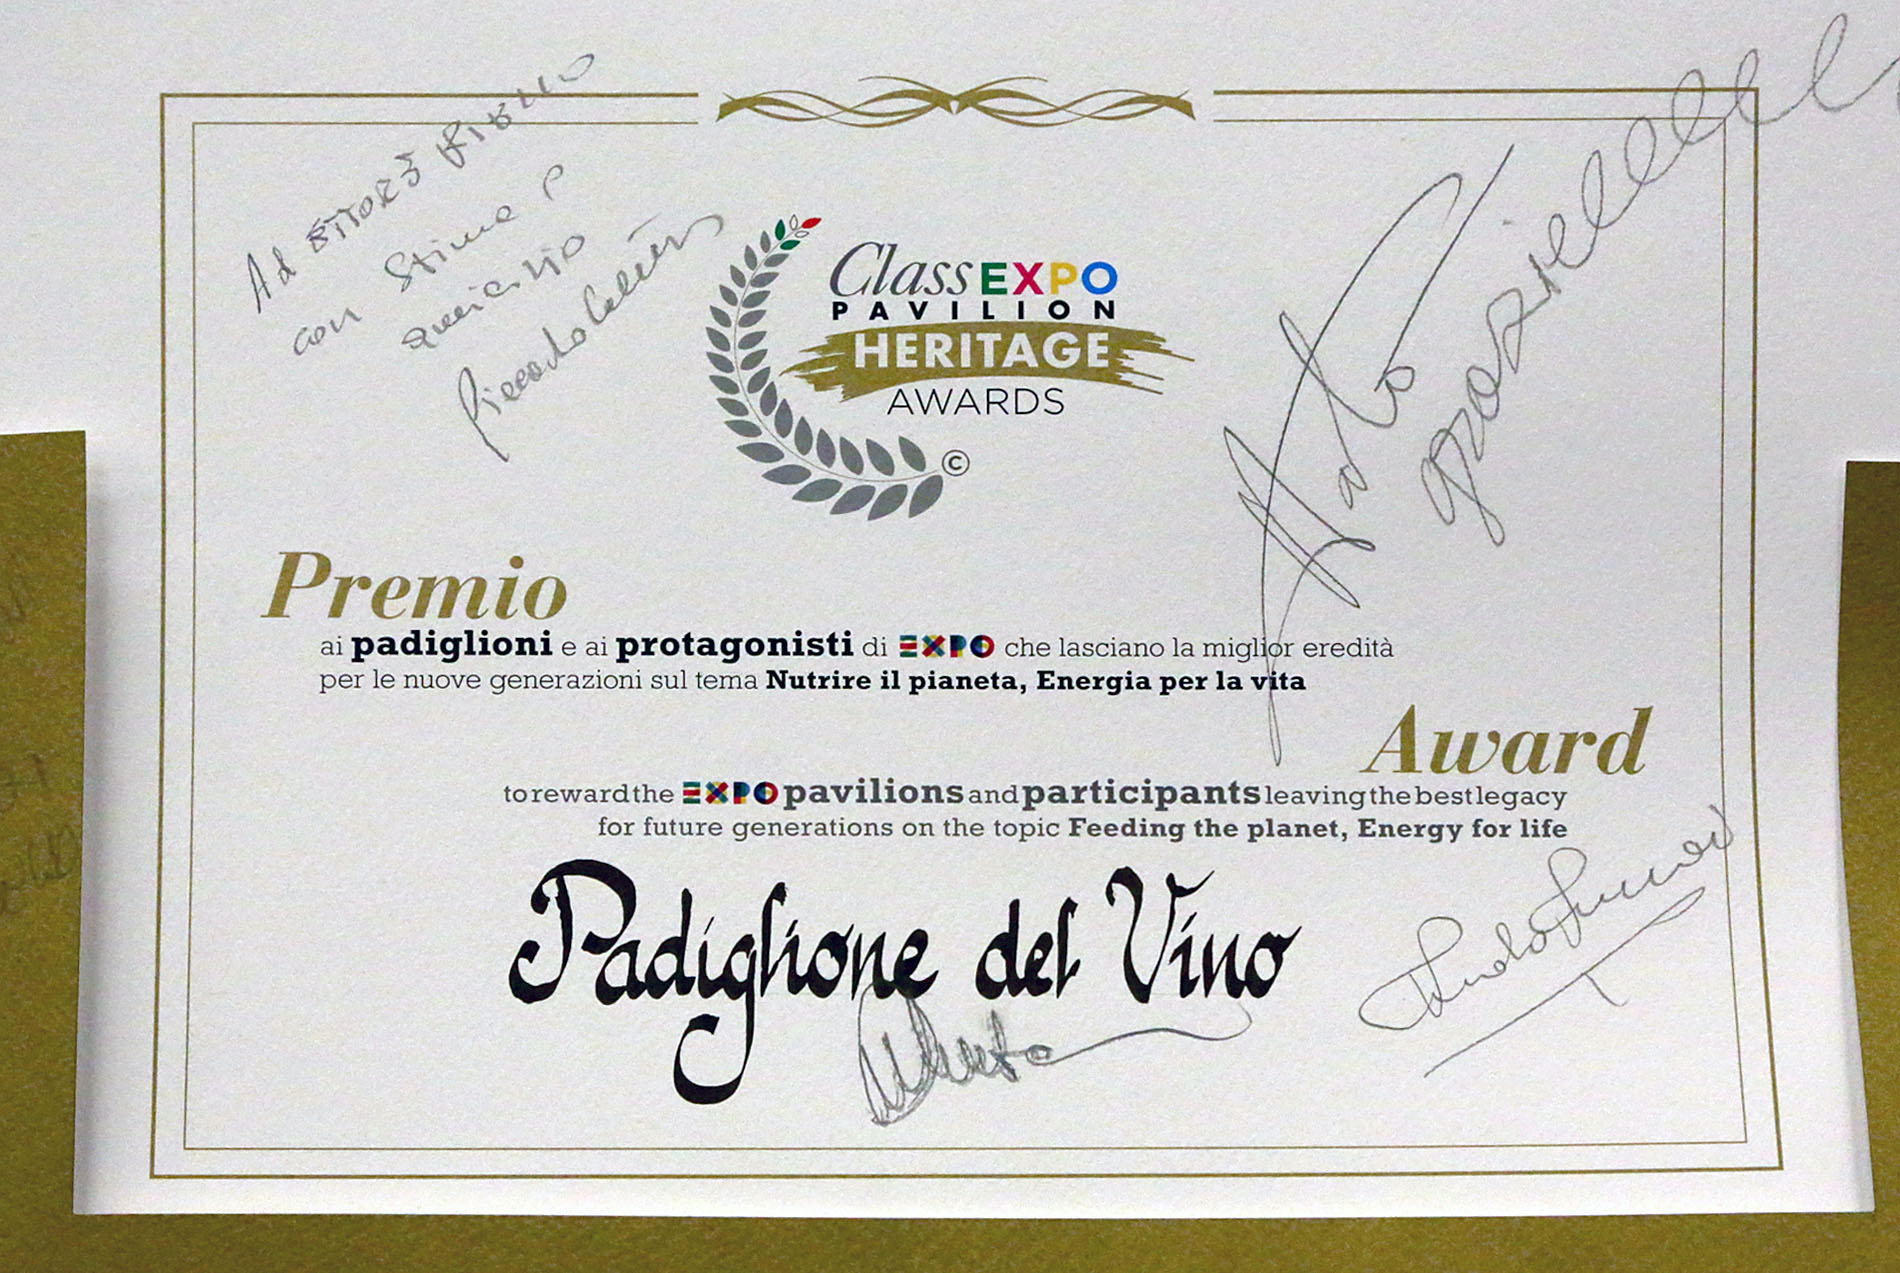 Ad
con stima e
amicizia
Class EXPO
PAVILION
HERITAGE
AWARDS
©
Premio
ai padiglioni e ai protagonisti di EXPO che lasciano la miglior eredità
per le nuove generazioni sul tema Nutrire il pianeta, Energia per la vita
Award
to reward the EXPO pavilions and participants leaving the best legacy
for future generations on the topic Feeding the planet, Energy for life
Padiglione del Vino